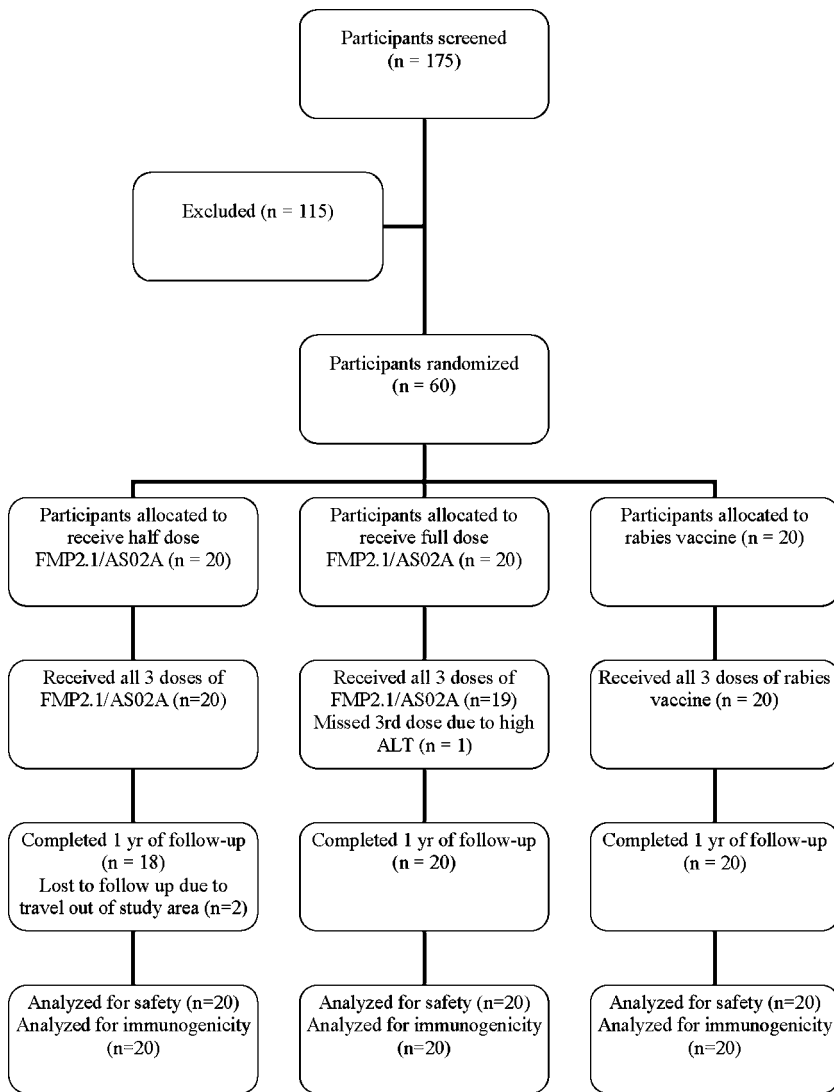 Participants screened
(n = 175)
Excluded (n = 115)
Participants randomized
(n = 60)
Participants allocated to
receive half dose
FMP2.1/AS02A (n = 20)
Participants allocated to
receive full dose
FMP2.1/AS02A (n = 20)
Participants allocated to
rabies vaccine (n = 20)
Received all 3 doses of
FMP2.1/AS02A (n=20)
Received all 3 doses of
FMP2.1/AS02A (n=19)
Missed 3rd dose due to high
ALT (n = 1)
Received all 3 doses of rabies
vaccine (n = 20)
Completed 1 yr of follow-up
(n = 18)
Lost to follow up due to
travel out of study area (n=2)
Completed 1 yr of follow-up
(n = 20)
Completed 1 yr of follow-up
(n = 20)
Analyzed for safety (n=20)
Analyzed for immunogenicity
(n=20)
Analyzed for safety (n=20)
Analyzed for immunogenicity
(n=20)
Analyzed for safety (n=20)
Analyzed for immunogenicity
(n=20)